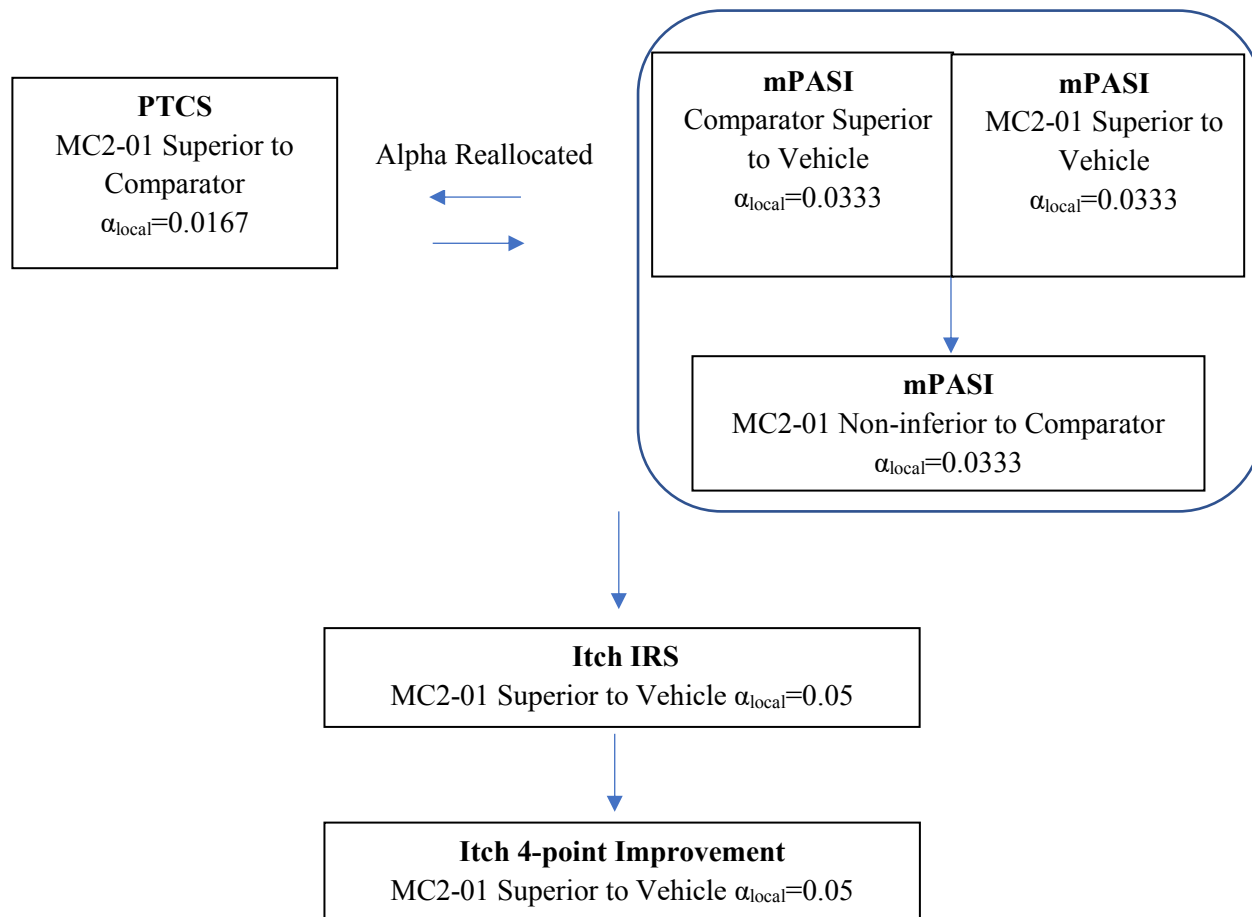 PTCS
MC2-01 Superior to
Comparator
αlocal=0.0167
Alpha Reallocated
mPASI
Comparator Superior
to Vehicle
αlocal=0.0333
mPASI
MC2-01 Superior to
Vehicle
αlocal=0.0333
mPASI
MC2-01 Non-inferior to Comparator
αlocal=0.0333
Itch IRS
MC2-01 Superior to Vehicle αlocal=0.05
Itch 4-point Improvement
MC2-01 Superior to Vehicle αlocal=0.05